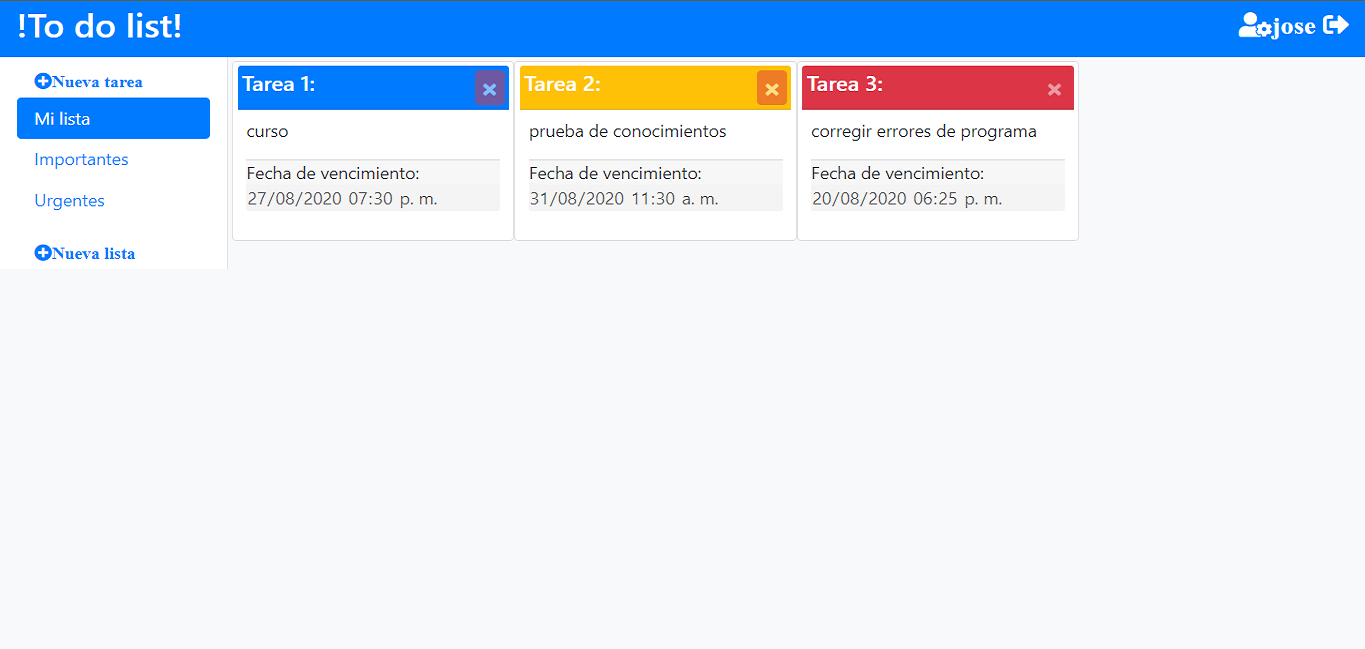 !To do list!
jose
Nueva tarea
Mi lista
Importantes
Urgentes
Nueva lista
Tarea 1:
curso
Fecha de vencimiento:
27/08/2020 07:30 p. m.
Tarea 2:
prueba de conocimientos
Fecha de vencimiento:
31/08/2020 11:30 a. m.
Tarea 3:
corregir errores de programa
Fecha de vencimiento:
20/08/2020 06:25 p. m.